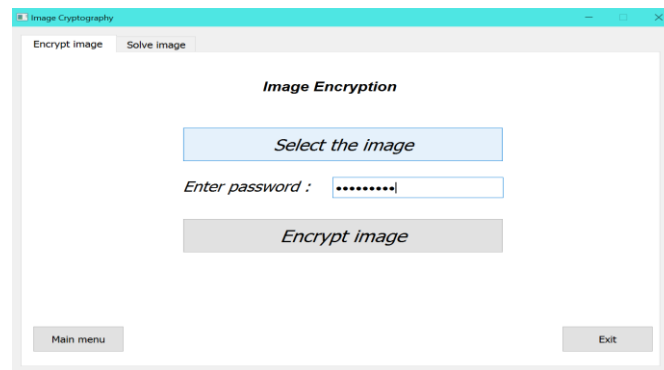 Image Cryptography
Encrypt image Solve image
Image Encryption
Select the image
Enter password : •••••••••
Encrypt image
Main menu Exit